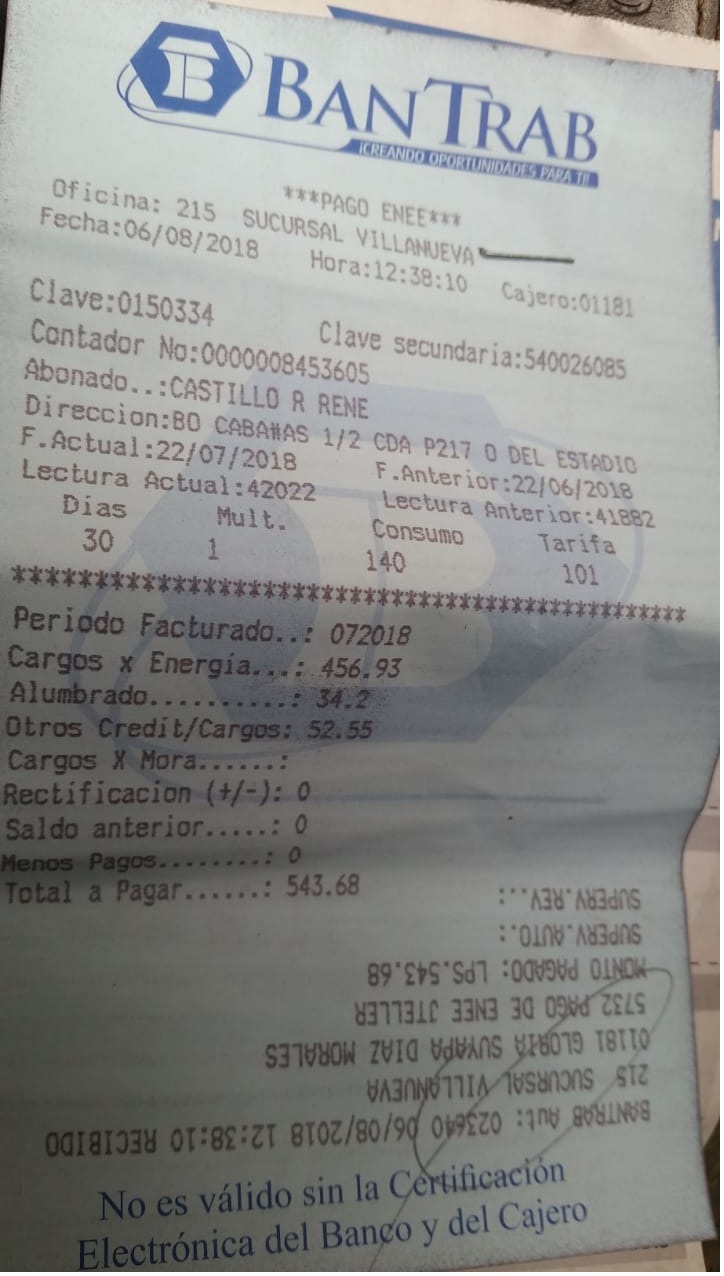 BANTRAB
¡CREANDO OPORTUNIDADES PARA TI!
***PAGO ENEE***
Oficina: 215 SUCURSAL VILLANUEVA
Fecha:06/08/2018 Hora:12:38:10 Cajero:01181
Clave:0150334 Clave secundaria:540026085
Contador No:0000008453605
Abonado..:CASTILLO R RENE
Direccion:BO CABA#AS 1/2 CDA P217 O DEL ESTADIO
F.Actual:22/07/2018 F.Anterior:22/06/2018
Lectura Actual:42022 Lectura Anterior:41882
Dias Mult. Consumo Tarifa
30 1 140 101
**************************************************
Periodo Facturado..: 072018
Cargos x Energia...: 456.93
Alumbrado..........: 34.2
Otros Credit/Cargos: 52.55
Cargos X Mora......:
Rectificacion (+/-): 0
Saldo anterior.....: 0
Menos Pagos........: 0
Total a Pagar......: 543.68
BANTRAB Aut: 023640 06/08/2018 12:38:10 RECIBIDO
215 SUCURSAL VILLANUEVA
01181 GLORIA SUYAPA DIAZ MORALES
5732 PAGO DE ENEE JTELLER
MONTO PAGADO: LPS.543.68
SUPERV.AUTO.:
SUPERV.REV...:
No es válido sin la Certificación
Electrónica del Banco y del Cajero